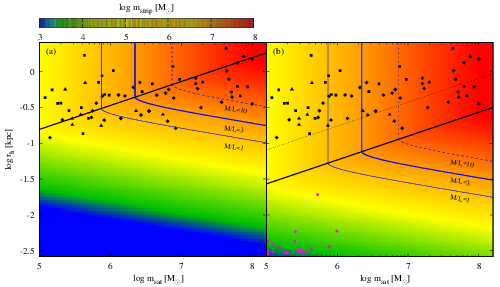 log m_strip [M⊙]
3 4 5 6 7 8
(a) (b)
0
-0.5
-1
-1.5
-2
-2.5
log r_h [kpc]
M/L<10
M/L<3
M/L<1
M/L<10
M/L<3
M/L<1
5 6 7 8 5 6 7 8
log m_sat [M⊙] log m_sat [M⊙]